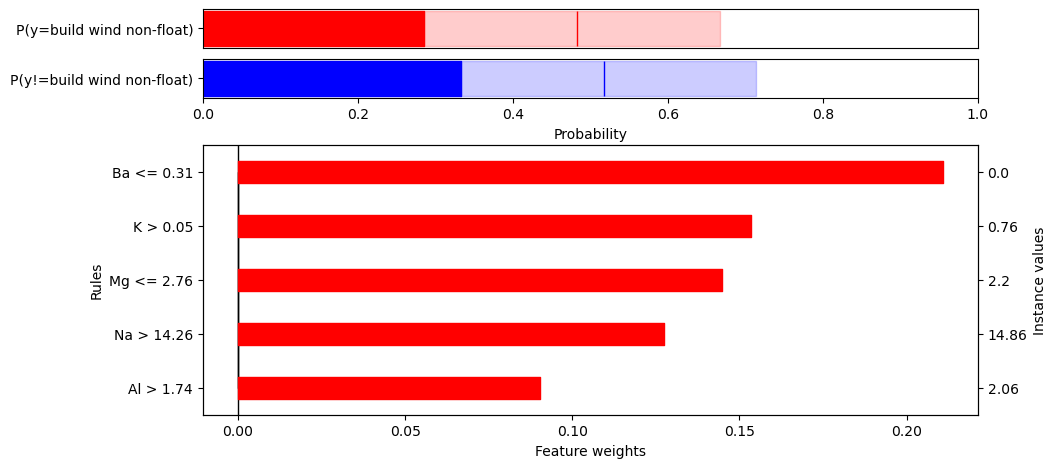 P(y=build wind non-float)
P(y!=build wind non-float)
0.0 0.2 0.4 0.6 0.8 1.0
Probability
Ba <= 0.31 0.0
K > 0.05 0.76
Mg <= 2.76 2.2
Na > 14.26 14.86
Al > 1.74 2.06
Rules
Instance values
0.00 0.05 0.10 0.15 0.20
Feature weights